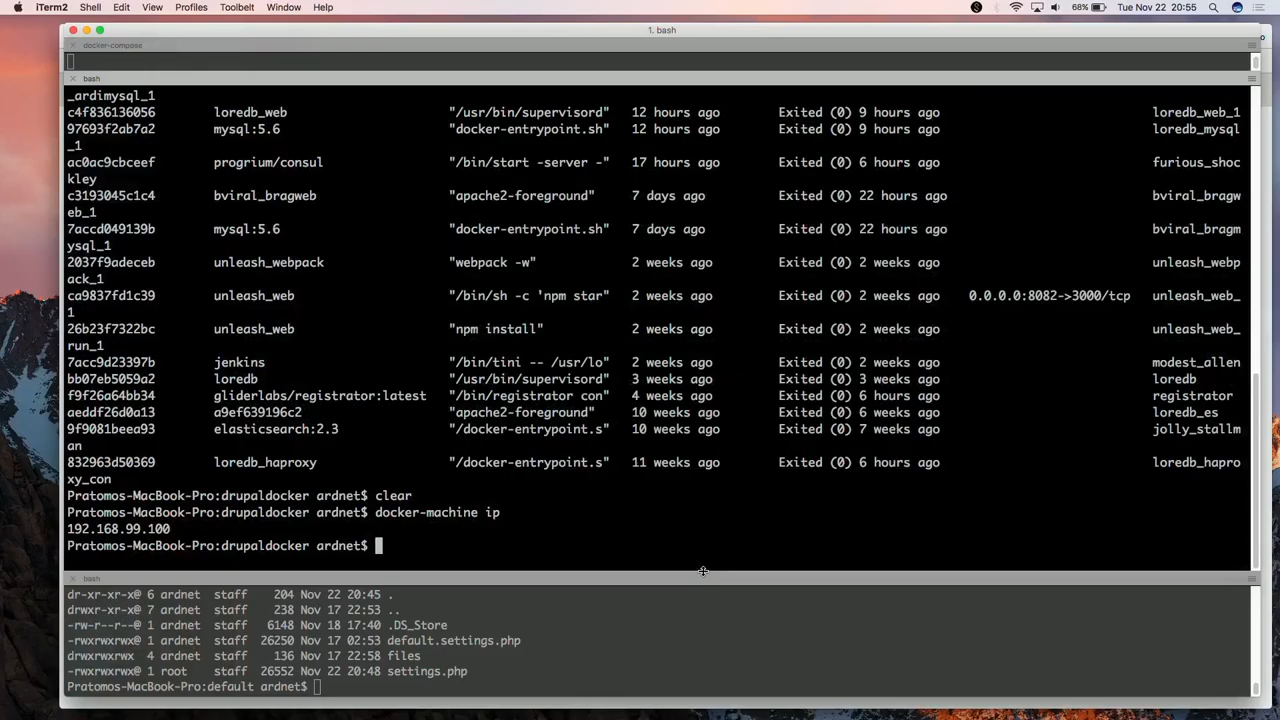 iTerm2 Shell Edit View Profiles Toolbelt Window Help 68% Tue Nov 22 20:55
1. bash
docker-compose
bash
_ardimysql_1
c4f836136056 loredb_web "/usr/bin/supervisord" 12 hours ago Exited (0) 9 hours ago loredb_web_1
97693f2ab7a2 mysql:5.6 "docker-entrypoint.sh" 12 hours ago Exited (0) 9 hours ago loredb_mysql
_1
ac0ac9cbceef progrium/consul "/bin/start -server -" 17 hours ago Exited (0) 6 hours ago furious_shoc
kley
c3193045c1c4 bviral_bragweb "apache2-foreground" 7 days ago Exited (0) 22 hours ago bviral_bragw
eb_1
7accd049139b mysql:5.6 "docker-entrypoint.sh" 7 days ago Exited (0) 22 hours ago bviral_bragm
ysql_1
2037f9adeceb unleash_webpack "webpack -w" 2 weeks ago Exited (0) 2 weeks ago unleash_webp
ack_1
ca9837fd1c39 unleash_web "/bin/sh -c 'npm star" 2 weeks ago Exited (0) 2 weeks ago 0.0.0.0:8082->3000/tcp unleash_web_
1
26b23f7322bc unleash_web "npm install" 2 weeks ago Exited (0) 2 weeks ago unleash_web_
run_1
7acc9d23397b jenkins "/bin/tini -- /usr/lo" 2 weeks ago Exited (0) 2 weeks ago modest_allen
bb07eb5059a2 loredb "/usr/bin/supervisord" 3 weeks ago Exited (0) 3 weeks ago loredb
f9f26a64bb34 gliderlabs/registrator:latest "/bin/registrator con" 4 weeks ago Exited (0) 6 hours ago registrator
aeddf26d0a13 a9ef639196c2 "apache2-foreground" 10 weeks ago Exited (0) 6 weeks ago loredb_es
9f9081beea93 elasticsearch:2.3 "/docker-entrypoint.s" 10 weeks ago Exited (0) 7 weeks ago jolly_stallm
an
832963d50369 loredb_haproxy "/docker-entrypoint.s" 11 weeks ago Exited (0) 6 hours ago loredb_hapro
xy_con
Pratomos-MacBook-Pro:drupaldocker ardnet$ clear
Pratomos-MacBook-Pro:drupaldocker ardnet$ docker-machine ip
192.168.99.100
Pratomos-MacBook-Pro:drupaldocker ardnet$
bash
dr-xr-xr-x@ 6 ardnet staff 204 Nov 22 20:45 .
drwxr-xr-x@ 7 ardnet staff 238 Nov 17 22:53 ..
-rw-r--r--@ 1 ardnet staff 6148 Nov 18 17:40 .DS_Store
-rwxrwxrwx@ 1 ardnet staff 26250 Nov 17 02:53 default.settings.php
drwxrwxrwx 4 ardnet staff 136 Nov 17 22:58 files
-rwxrwxrwx@ 1 root staff 26552 Nov 22 20:48 settings.php
Pratomos-MacBook-Pro:default ardnet$